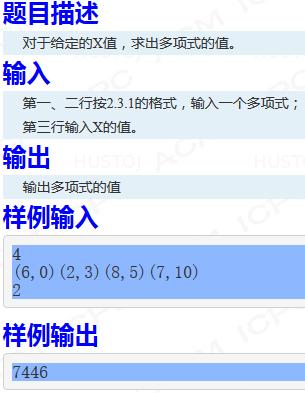 题目描述
对于给定的X值，求出多项式的值。
输入
第一、二行按2.3.1的格式，输入一个多项式；
第三行输入X的值。
输出
输出多项式的值
样例输入
4
(6,0)(2,3)(8,5)(7,10)
2
样例输出
7446